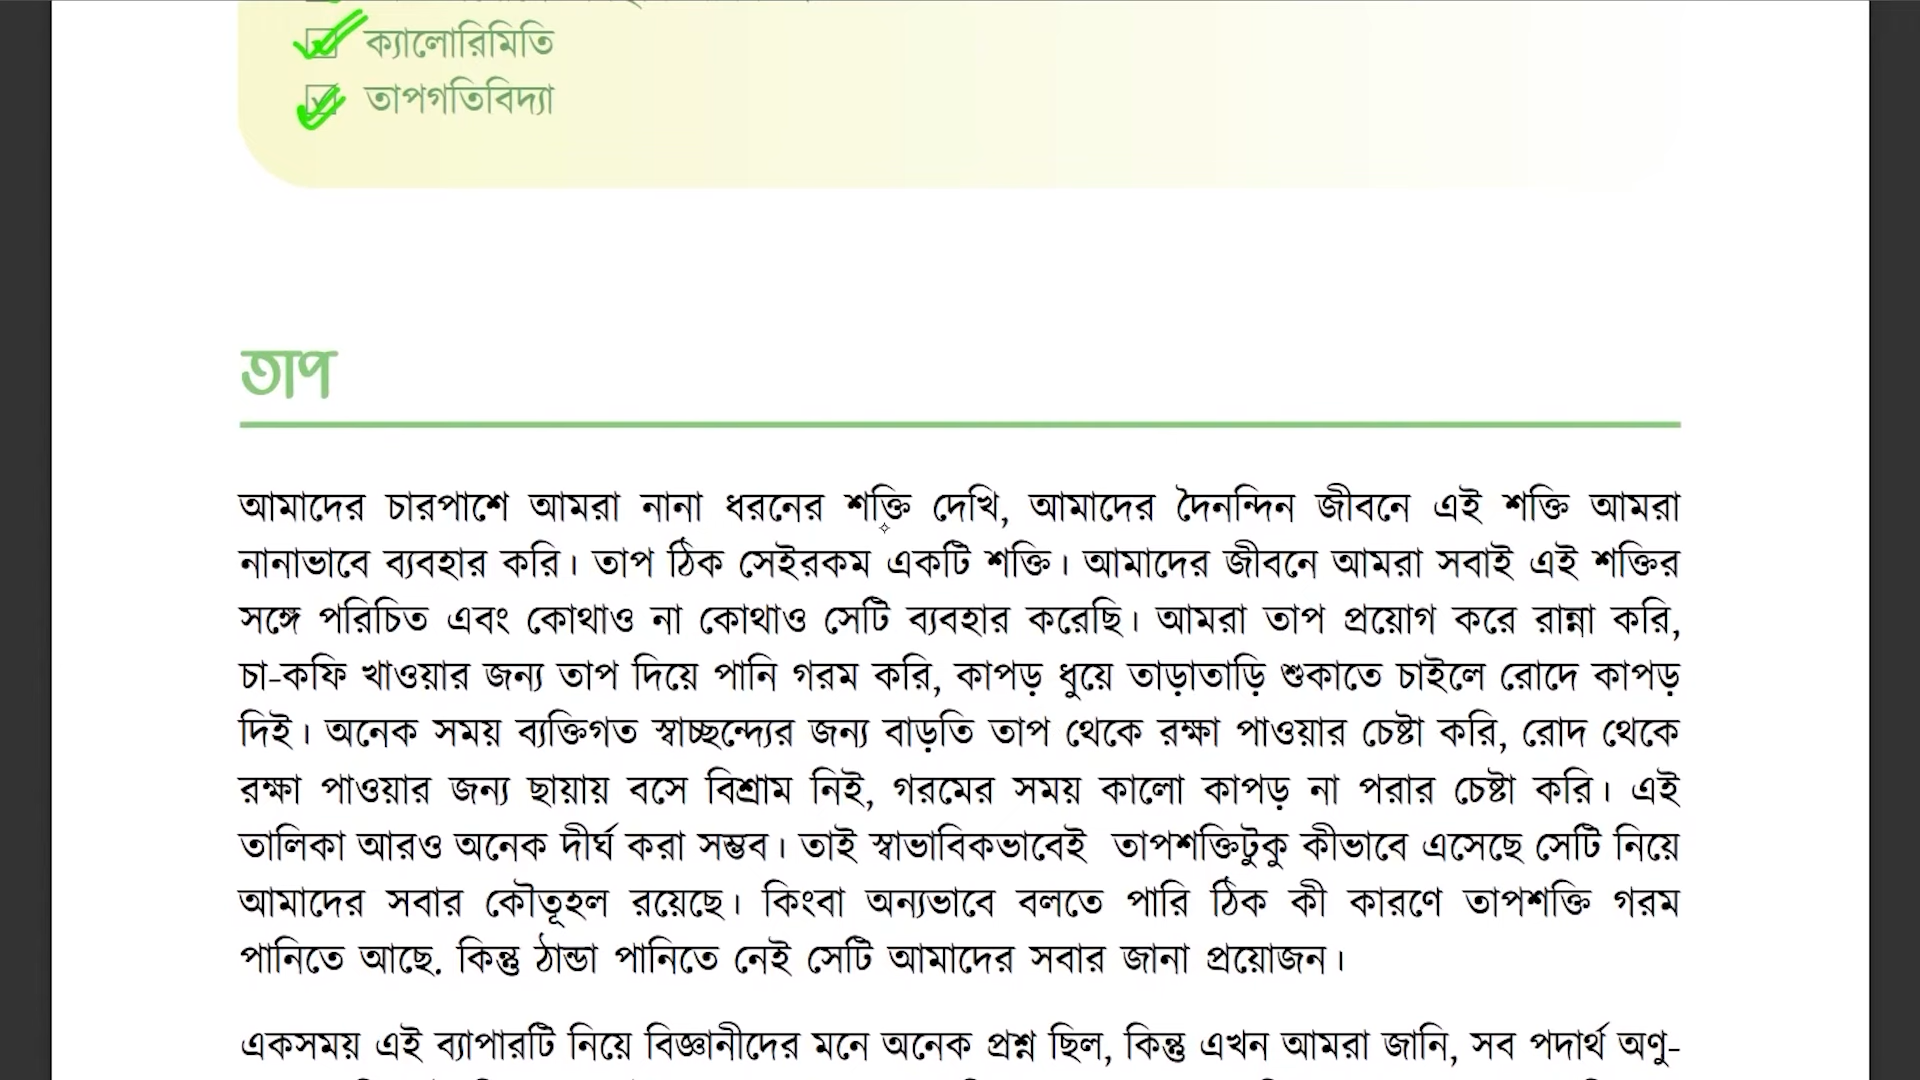 ক্যালোরিমিতি
তাপগতিবিদ্যা
তাপ
আমাদের চারপাশে আমরা নানা ধরনের শক্তি দেখি, আমাদের দৈনন্দিন জীবনে এই শক্তি আমরা
নানাভাবে ব্যবহার করি। তাপ ঠিক সেইরকম একটি শক্তি। আমাদের জীবনে আমরা সবাই এই শক্তির
সঙ্গে পরিচিত এবং কোথাও না কোথাও সেটি ব্যবহার করেছি। আমরা তাপ প্রয়োগ করে রান্না করি,
চা-কফি খাওয়ার জন্য তাপ দিয়ে পানি গরম করি, কাপড় ধুয়ে তাড়াতাড়ি শুকাতে চাইলে রোদে কাপড়
দিই। অনেক সময় ব্যক্তিগত স্বাচ্ছন্দ্যের জন্য বাড়তি তাপ থেকে রক্ষা পাওয়ার চেষ্টা করি, রোদ থেকে
রক্ষা পাওয়ার জন্য ছায়ায় বসে বিশ্রাম নিই, গরমের সময় কালো কাপড় না পরার চেষ্টা করি। এই
তালিকা আরও অনেক দীর্ঘ করা সম্ভব। তাই স্বাভাবিকভাবেই তাপশক্তিটুকু কীভাবে এসেছে সেটি নিয়ে
আমাদের সবার কৌতূহল রয়েছে। কিংবা অন্যভাবে বলতে পারি ঠিক কী কারণে তাপশক্তি গরম
পানিতে আছে. কিন্তু ঠান্ডা পানিতে নেই সেটি আমাদের সবার জানা প্রয়োজন।
একসময় এই ব্যাপারটি নিয়ে বিজ্ঞানীদের মনে অনেক প্রশ্ন ছিল, কিন্তু এখন আমরা জানি, সব পদার্থ অণু-